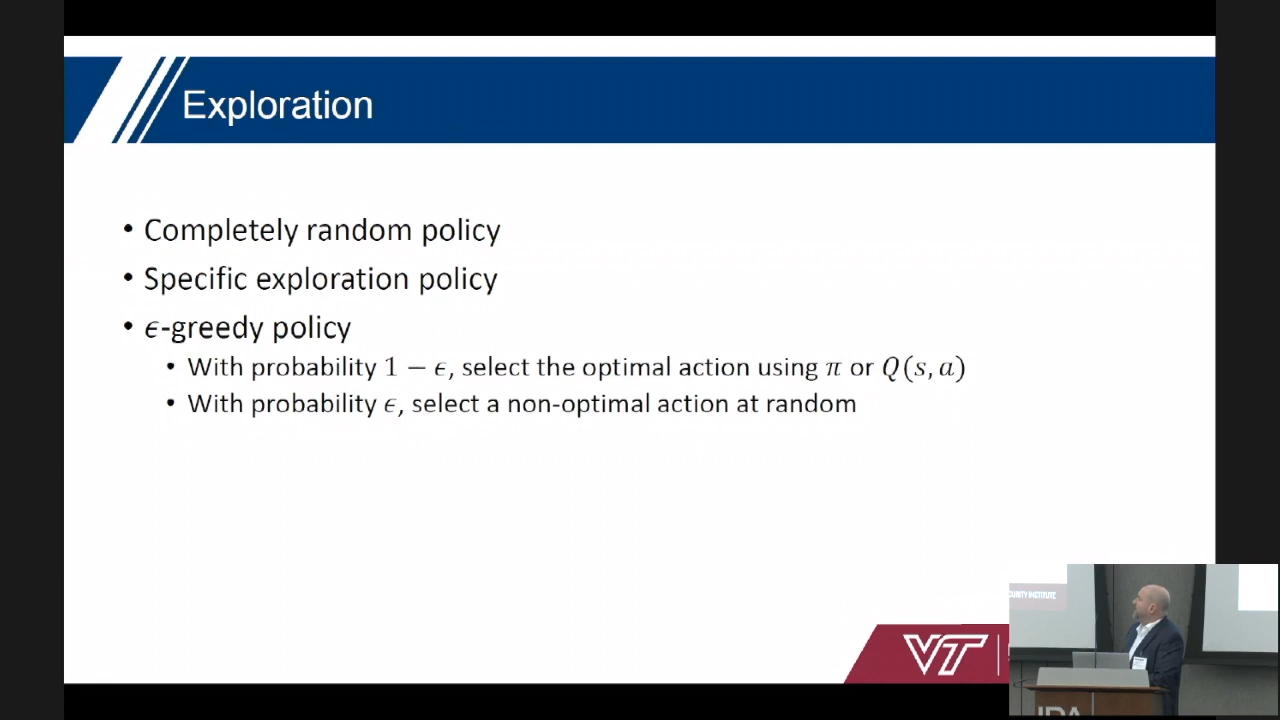 Exploration
• Completely random policy
• Specific exploration policy
• ϵ-greedy policy
• With probability 1 − ϵ, select the optimal action using π or Q(s, a)
• With probability ϵ, select a non-optimal action at random
VT
INSTITUTE